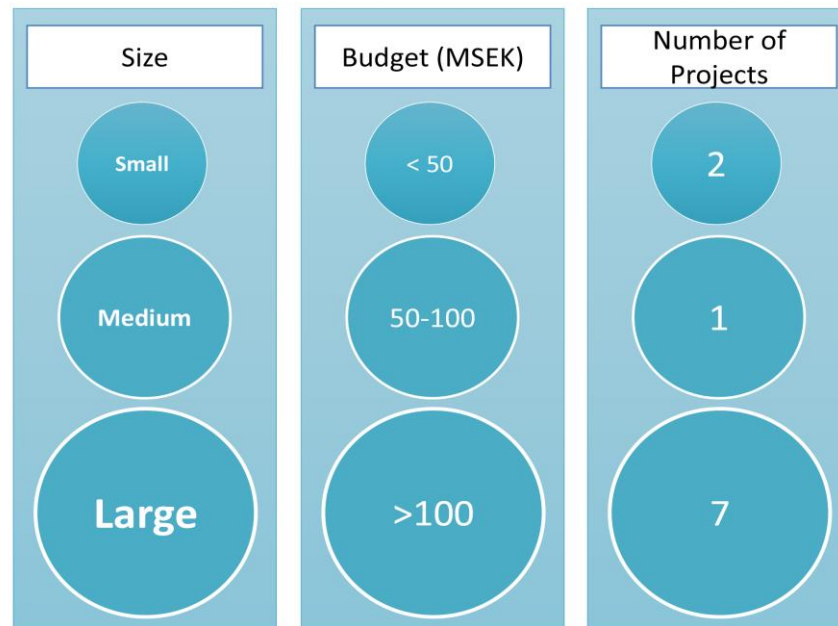 Size
Budget (MSEK)
Number of
Projects
Small
< 50
2
Medium
50-100
1
Large
>100
7